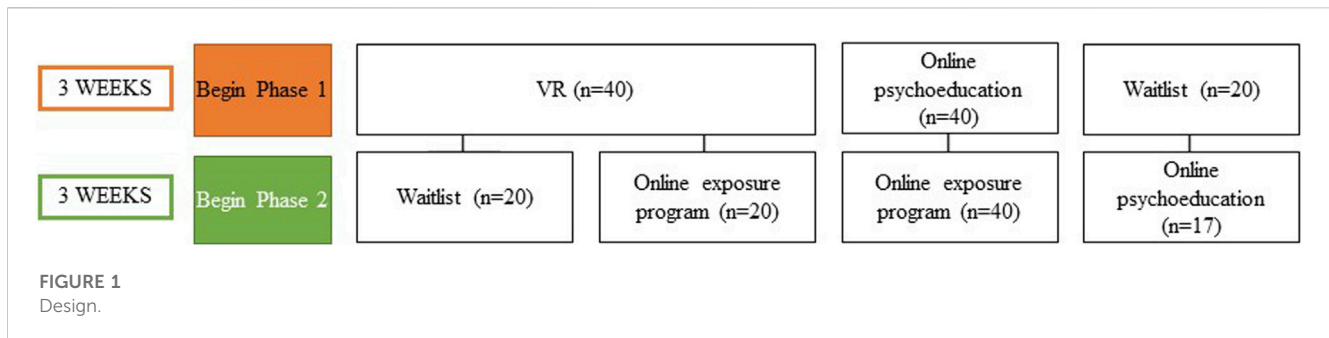 3 WEEKS
Begin Phase 1
VR (n=40)
Online
psychoeducation
(n=40)
Waitlist (n=20)
3 WEEKS
Begin Phase 2
Waitlist (n=20)
Online exposure
program (n=20)
Online exposure
program (n=40)
Online
psychoeducation
(n=17)
FIGURE 1
Design.